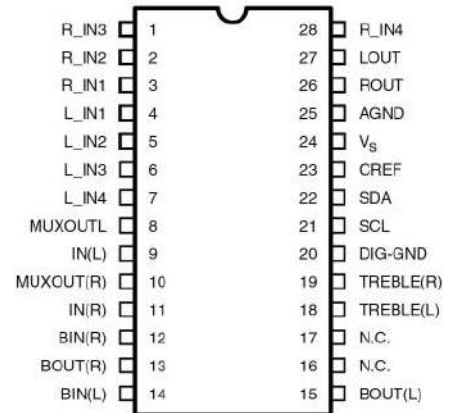 R_IN3 1 28 R_IN4
R_IN2 2 27 LOUT
R_IN1 3 26 ROUT
L_IN1 4 25 AGND
L_IN2 5 24 VS
L_IN3 6 23 CREF
L_IN4 7 22 SDA
MUXOUTL 8 21 SCL
IN(L) 9 20 DIG-GND
MUXOUT(R) 10 19 TREBLE(R)
IN(R) 11 18 TREBLE(L)
BIN(R) 12 17 N.C.
BOUT(R) 13 16 N.C.
BIN(L) 14 15 BOUT(L)